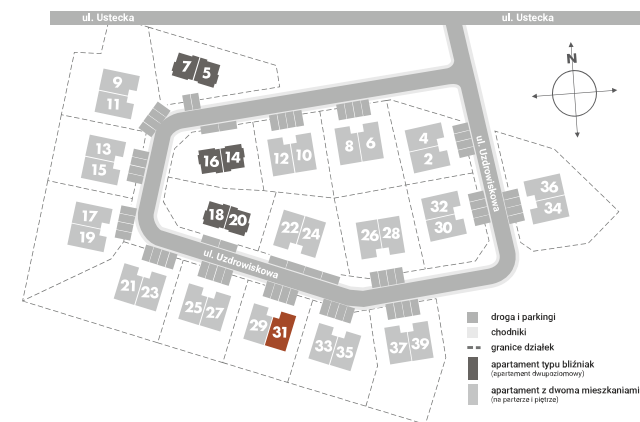 ul. Ustecka
ul. Ustecka
7 5
N
9
11
13
15
16 14
12 10
8 6
4
2
ul. Uzdrowiskowa
36
34
17
19
18 20
22 24
26 28
32
30
ul. Uzdrowiskowa
21 23
25 27
29 31
33 35
37 39
droga i parkingi
chodniki
granice działek
apartament typu bliźniak
(apartament dwupoziomowy)
apartament z dwoma mieszkaniami
(na parterze i piętrze)